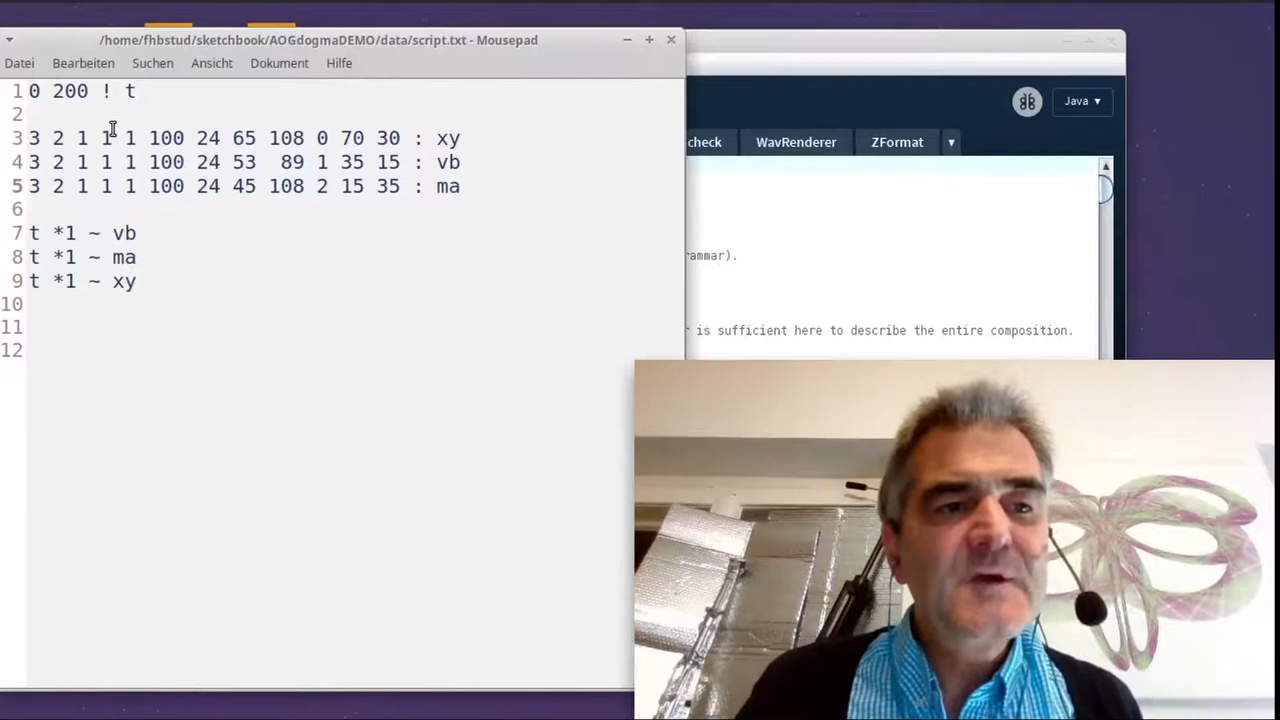 /home/fhbstud/sketchbook/AOGdogmaDEMO/data/script.txt - Mousepad
Datei Bearbeiten Suchen Ansicht Dokument Hilfe
1 0 200 ! t
2
3 3 2 1 1 1 100 24 65 108 0 70 30 : xy
4 3 2 1 1 1 100 24 53 89 1 35 15 : vb
5 3 2 1 1 1 100 24 45 108 2 15 35 : ma
6
7 t *1 ~ vb
8 t *1 ~ ma
9 t *1 ~ xy
10
11
12
Java ▾
check WavRenderer ZFormat
rammar).
r is sufficient here to describe the entire composition.